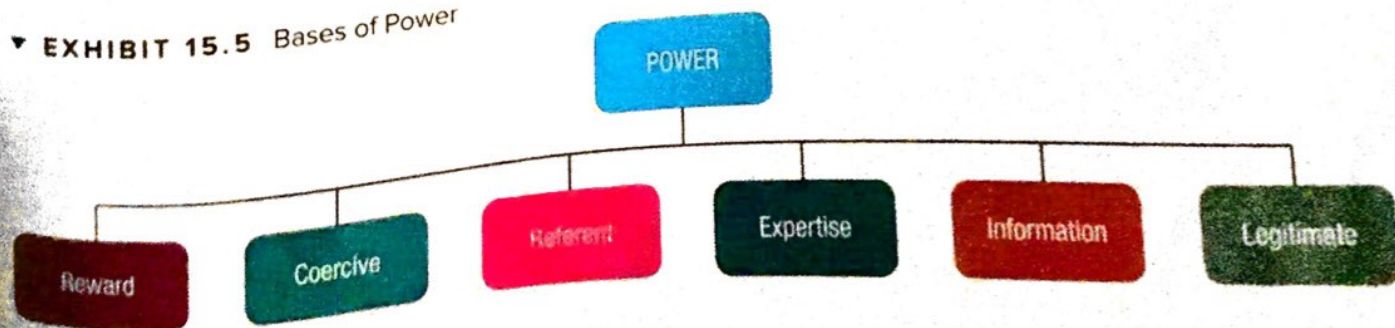 ▼ EXHIBIT 15.5 Bases of Power
POWER
Reward
Coercive
Referent
Expertise
Information
Legitimate